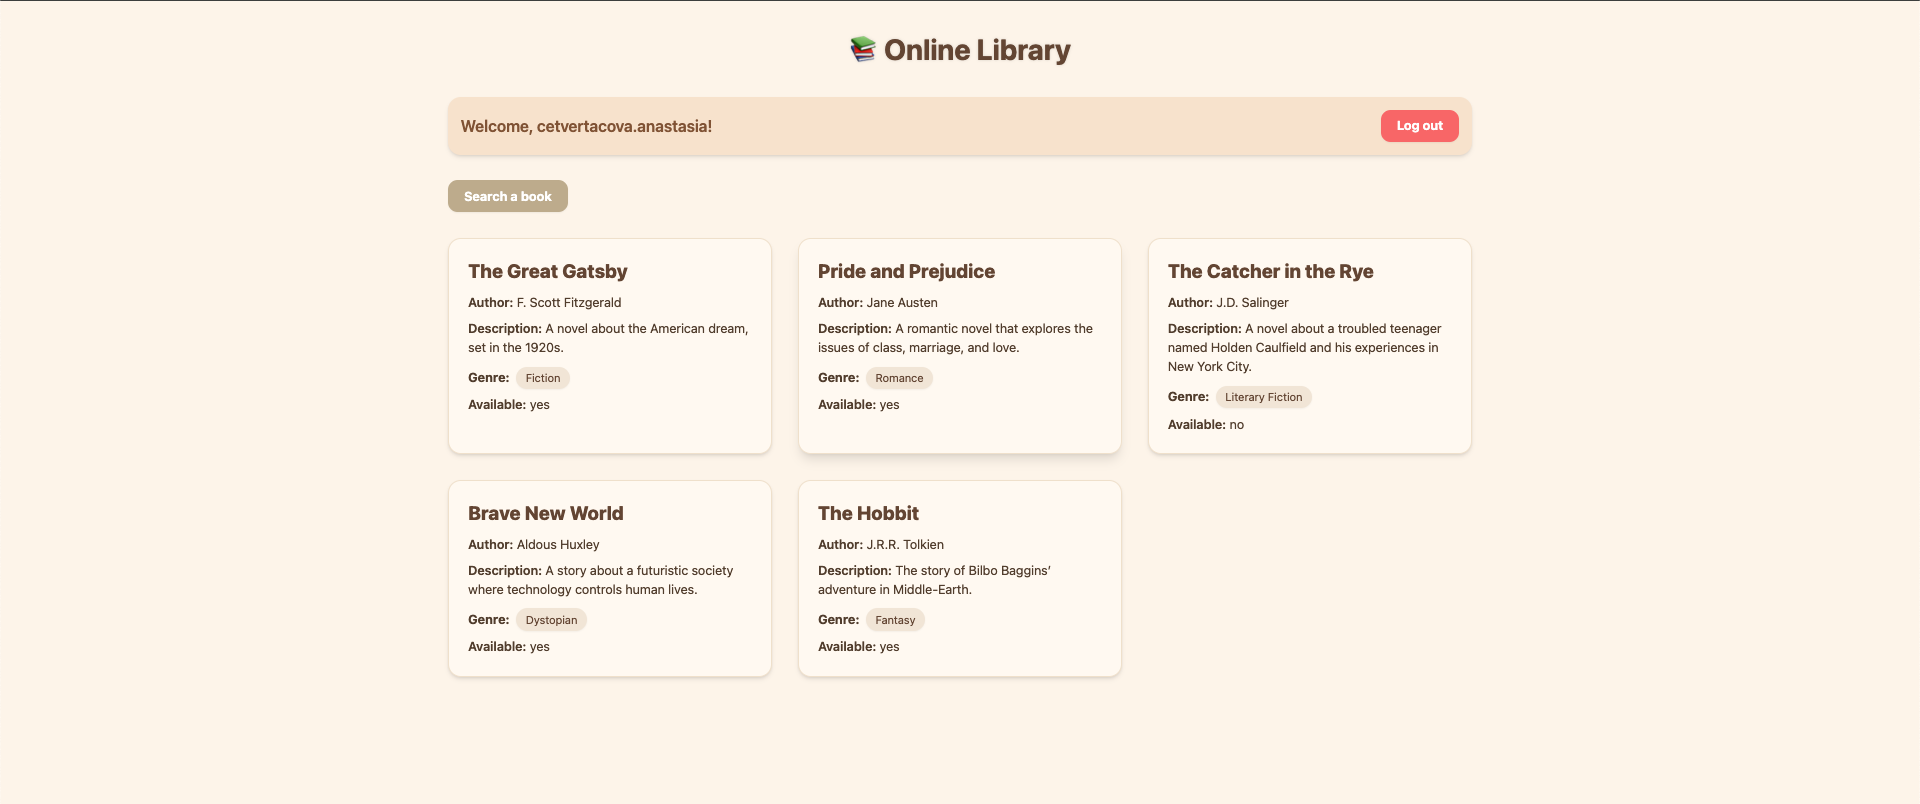 📚 Online Library
Welcome, cetvertacova.anastasia!
Log out
Search a book
The Great Gatsby
Author: F. Scott Fitzgerald
Description: A novel about the American dream,
set in the 1920s.
Genre: Fiction
Available: yes
Pride and Prejudice
Author: Jane Austen
Description: A romantic novel that explores the
issues of class, marriage, and love.
Genre: Romance
Available: yes
The Catcher in the Rye
Author: J.D. Salinger
Description: A novel about a troubled teenager
named Holden Caulfield and his experiences in
New York City.
Genre: Literary Fiction
Available: no
Brave New World
Author: Aldous Huxley
Description: A story about a futuristic society
where technology controls human lives.
Genre: Dystopian
Available: yes
The Hobbit
Author: J.R.R. Tolkien
Description: The story of Bilbo Baggins’
adventure in Middle-Earth.
Genre: Fantasy
Available: yes